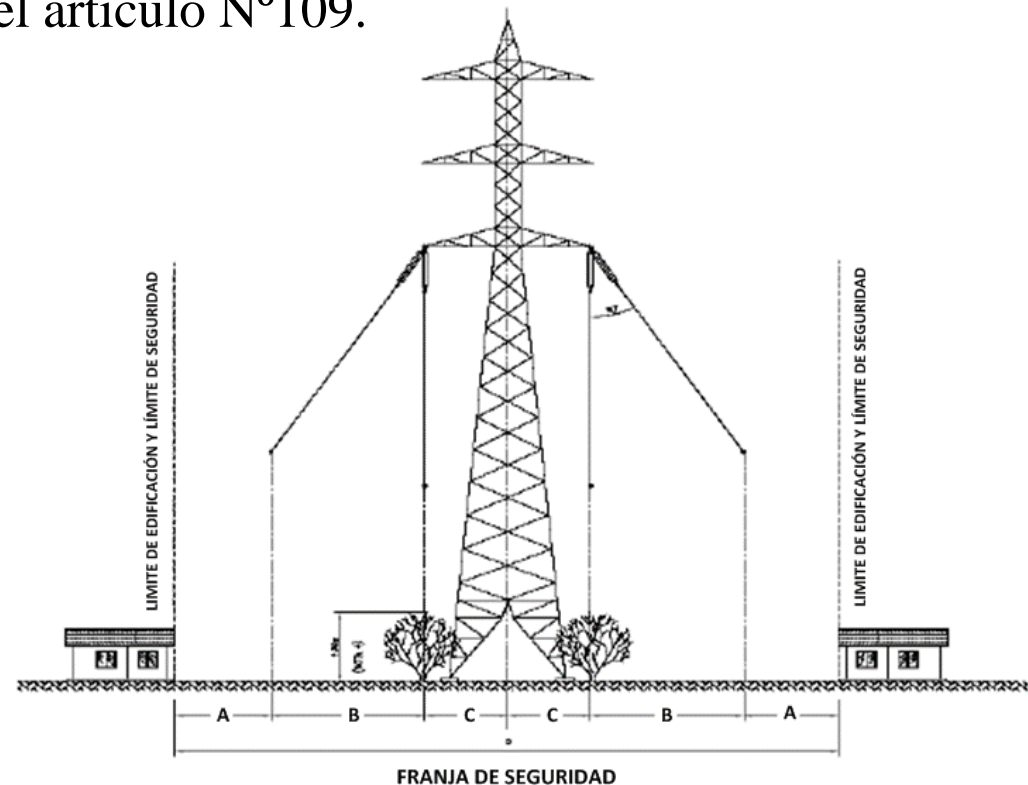 el artículo N°109.
LIMITE DE EDIFICACIÓN Y LÍMITE DE SEGURIDAD
LIMITE DE EDIFICACIÓN Y LÍMITE DE SEGURIDAD
A B C C B A
FRANJA DE SEGURIDAD